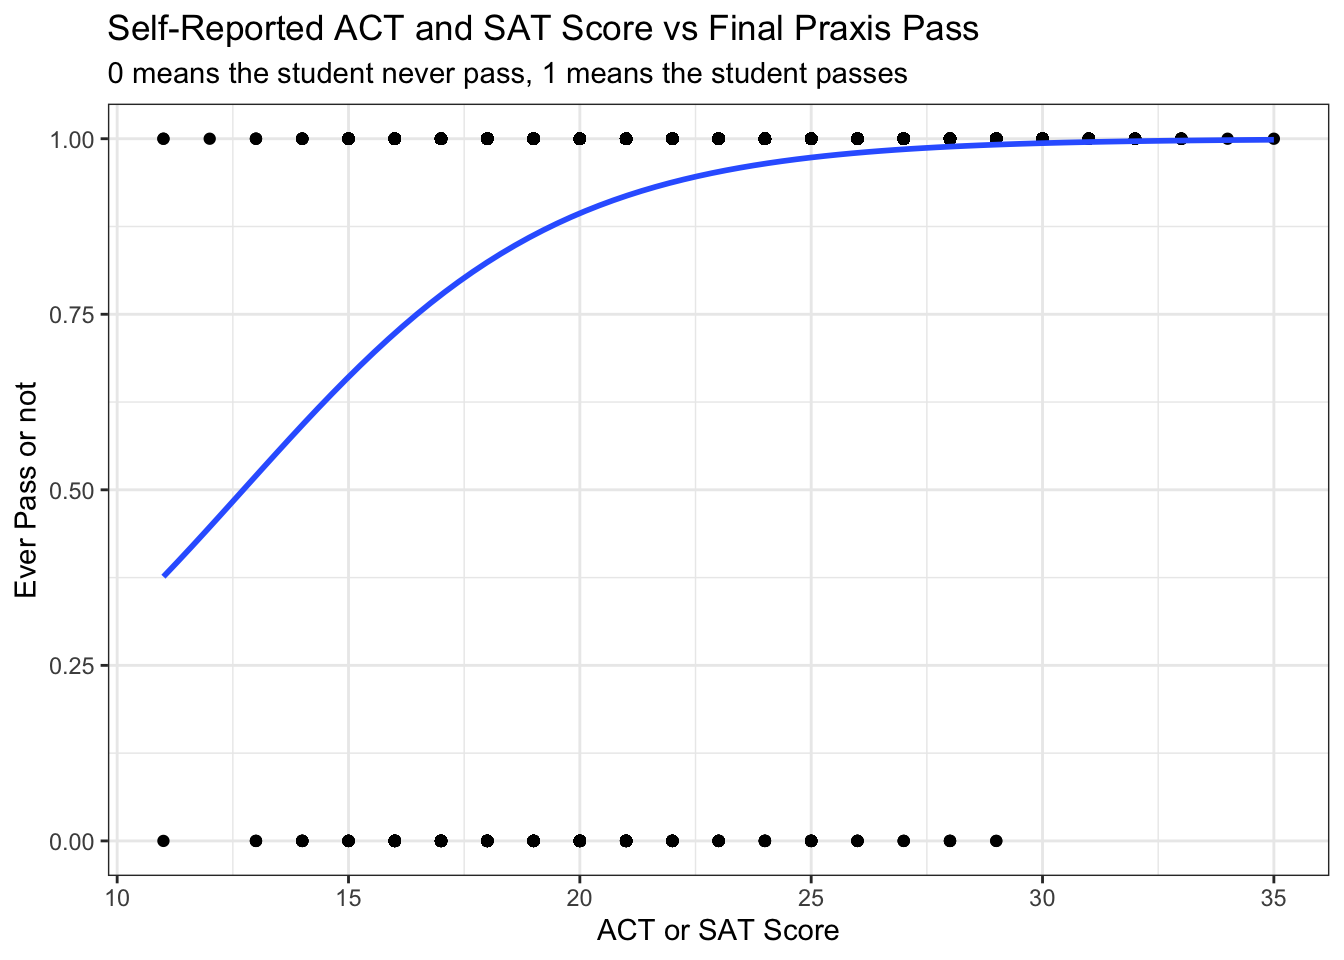 Self-Reported ACT and SAT Score vs Final Praxis Pass
0 means the student never pass, 1 means the student passes
Ever Pass or not
1.00
0.75
0.50
0.25
0.00
10 15 20 25 30 35
ACT or SAT Score